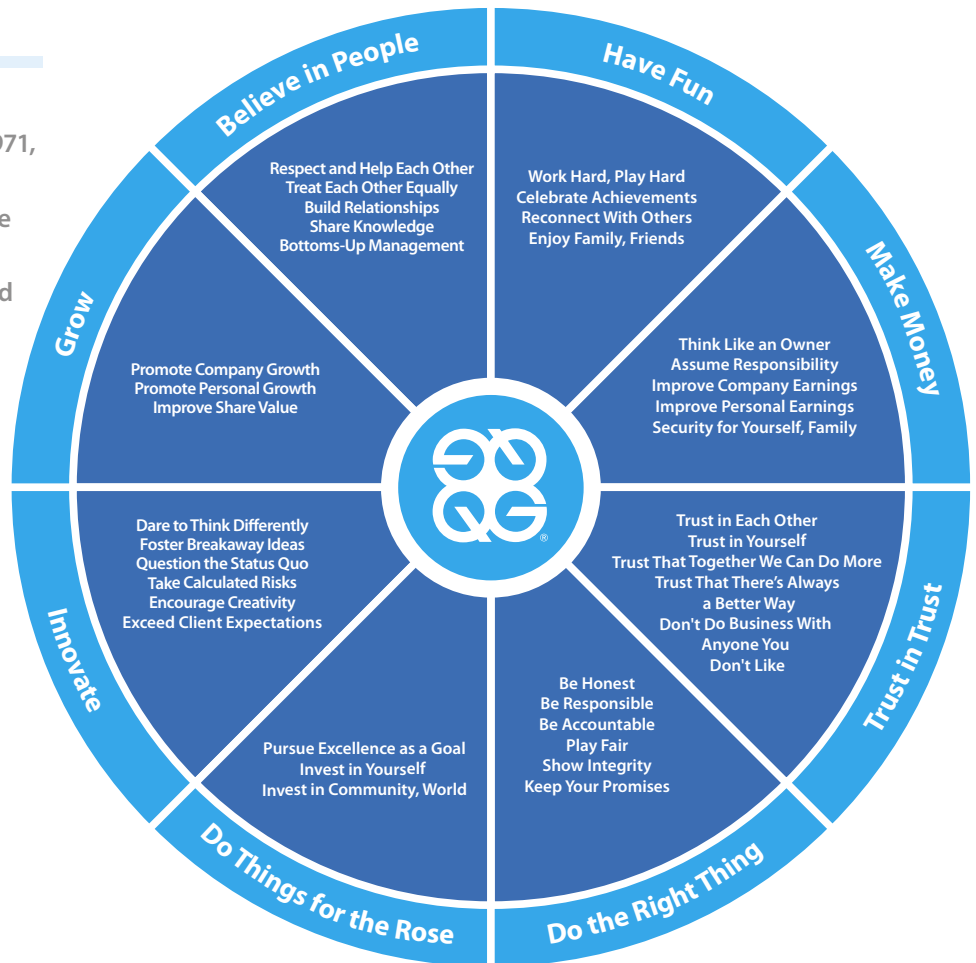 971,
e
d
Believe in People
Respect and Help Each Other
Treat Each Other Equally
Build Relationships
Share Knowledge
Bottoms-Up Management
Have Fun
Work Hard, Play Hard
Celebrate Achievements
Reconnect With Others
Enjoy Family, Friends
Make Money
Think Like an Owner
Assume Responsibility
Improve Company Earnings
Improve Personal Earnings
Security for Yourself, Family
Trust in Trust
Trust in Each Other
Trust in Yourself
Trust That Together We Can Do More
Trust That There’s Always
a Better Way
Don't Do Business With
Anyone You
Don't Like
Do the Right Thing
Be Honest
Be Responsible
Be Accountable
Play Fair
Show Integrity
Keep Your Promises
Do Things for the Rose
Pursue Excellence as a Goal
Invest in Yourself
Invest in Community, World
Innovate
Dare to Think Differently
Foster Breakaway Ideas
Question the Status Quo
Take Calculated Risks
Encourage Creativity
Exceed Client Expectations
Grow
Promote Company Growth
Promote Personal Growth
Improve Share Value
®